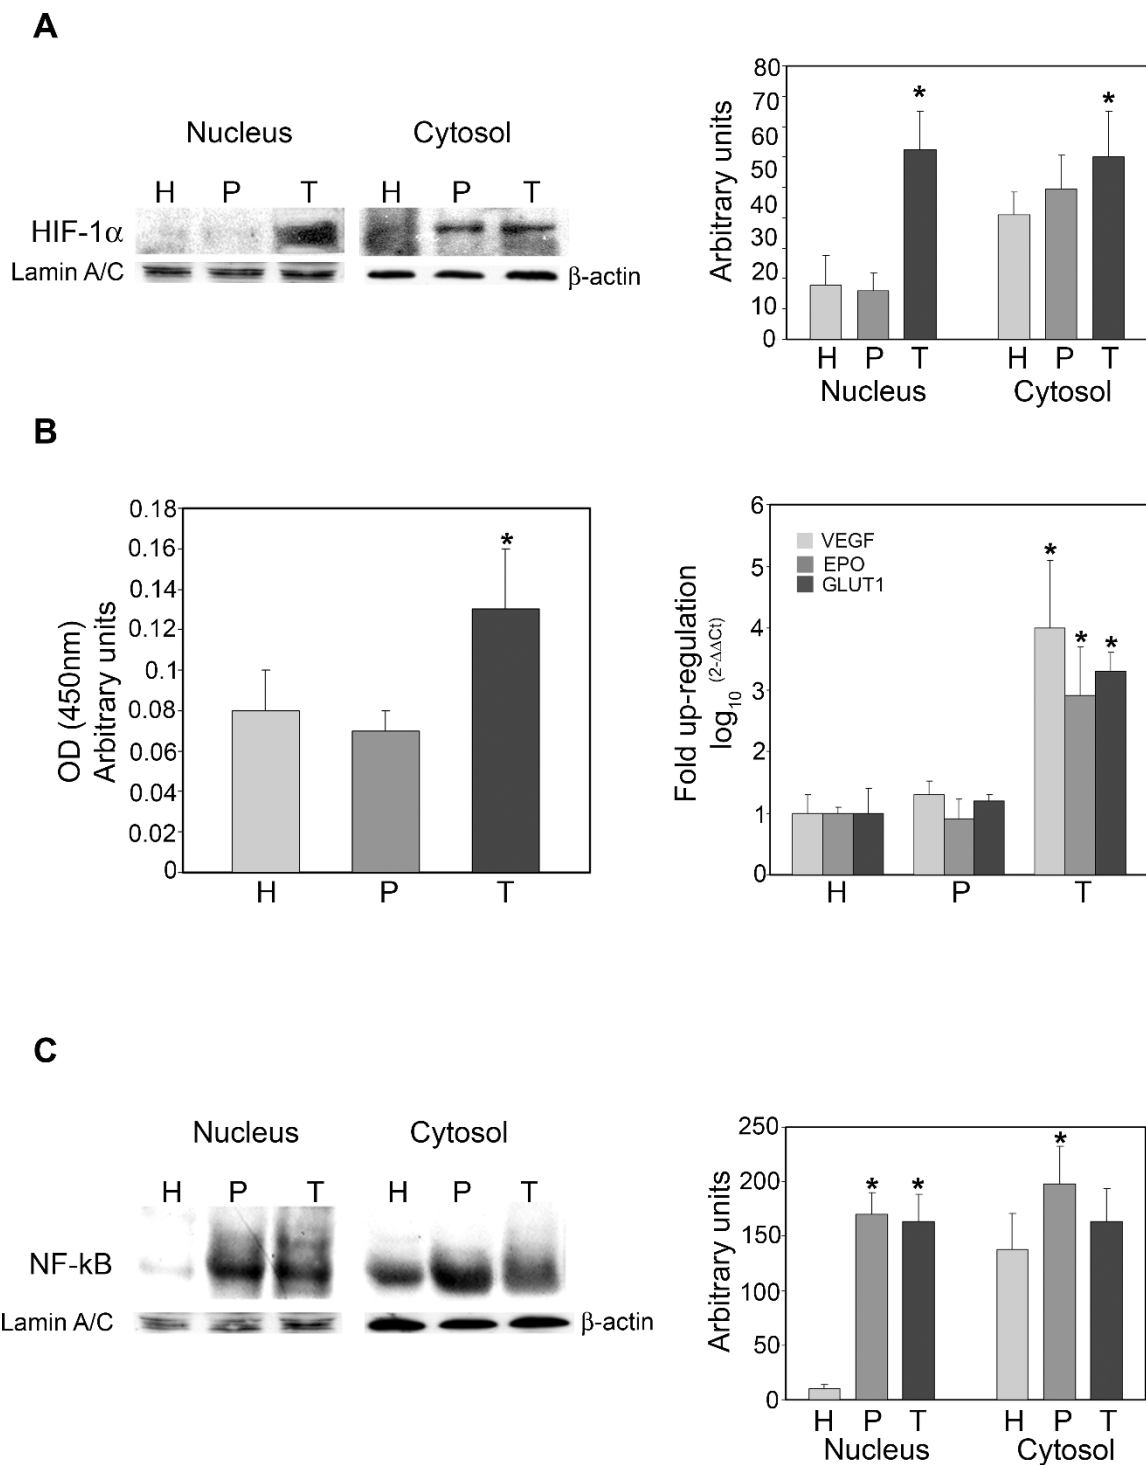 A
Nucleus Cytosol
H P T H P T
HIF-1α
Lamin A/C β-actin
Arbitrary units
80
70
60
50
40
30
20
10
0
* *
H P T H P T
Nucleus Cytosol
B
OD (450nm)
Arbitrary units
0.18
0.16
0.14
0.12
0.1
0.08
0.06
0.04
0.02
0
*
H P T
Fold up-regulation
log10 (2-ΔΔCt)
6
5
4
3
2
1
0
VEGF
EPO
GLUT1
* * *
H P T
C
Nucleus Cytosol
H P T H P T
NF-kB
Lamin A/C β-actin
Arbitrary units
250
200
150
100
50
0
* * *
H P T H P T
Nucleus Cytosol